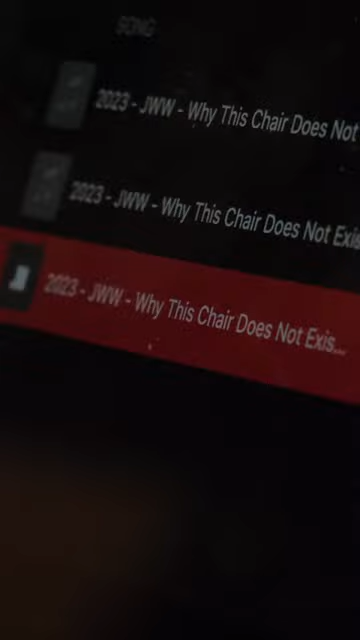 SONG
2023 - JWW - Why This Chair Does Not
2023 - JWW - Why This Chair Does Not Exis
2023 - JWW - Why This Chair Does Not Exis...